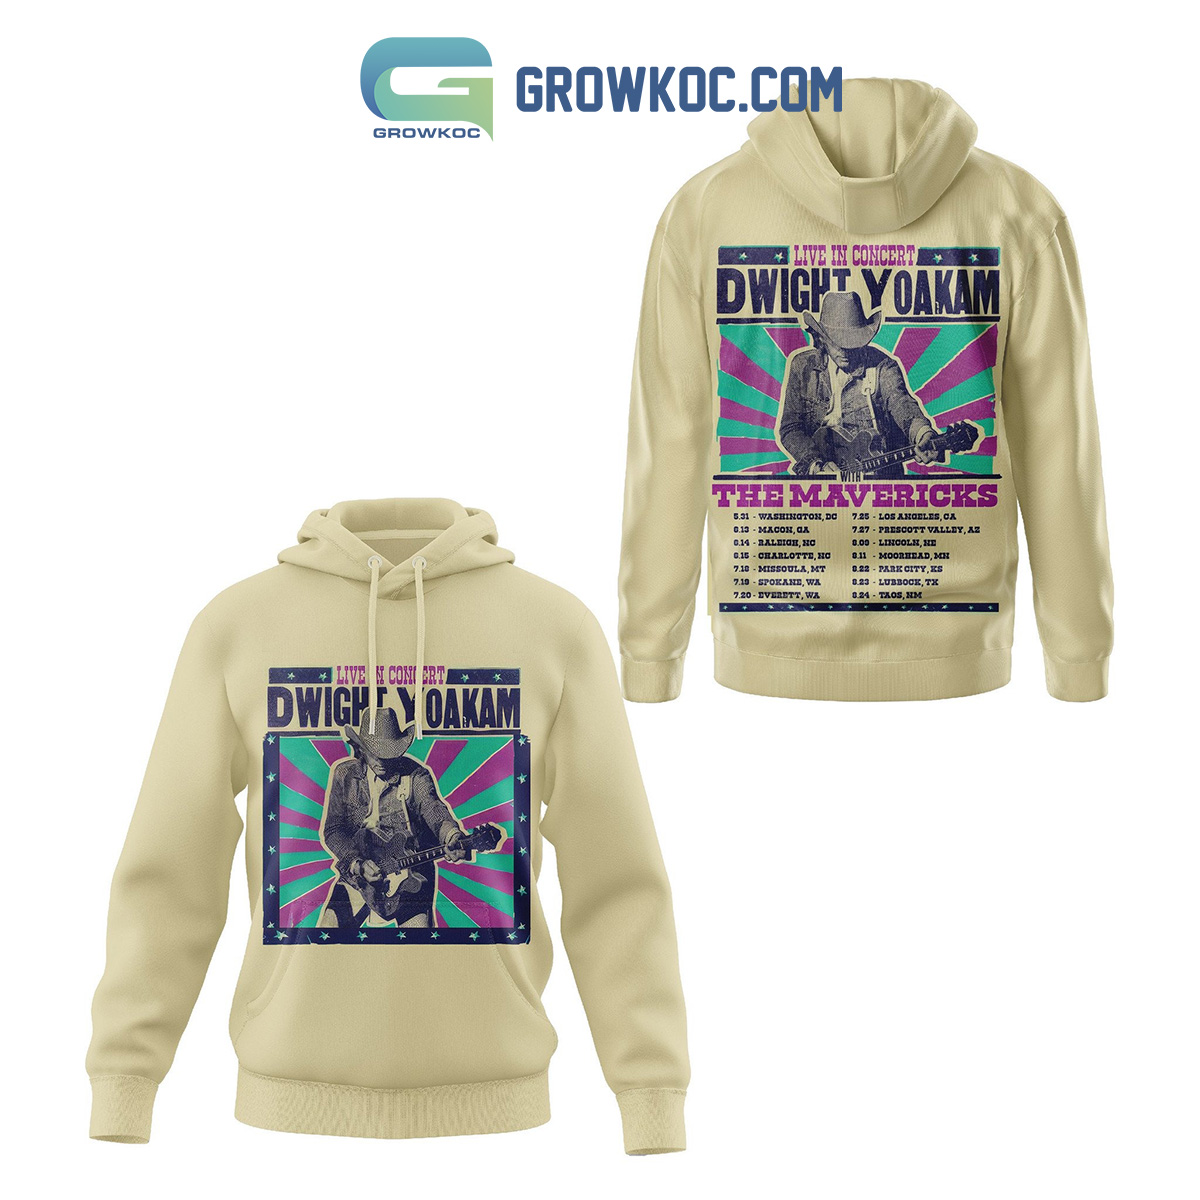 GROWKOC
GROWKOC.COM
LIVE IN CONCERT
DWIGHT YOAKAM
WITH
THE MAVERICKS
5.31 - WASHINGTON, DC
6.13 - MACON, GA
6.14 - RALEIGH, NC
6.15 - CHARLOTTE, NC
7.18 - MISSOULA, MT
7.19 - SPOKANE, WA
7.20 - EVERETT, WA
7.25 - LOS ANGELES, CA
7.27 - PRESCOTT VALLEY, AZ
8.09 - LINCOLN, NE
8.11 - MOORHEAD, MN
8.22 - PARK CITY, KS
8.23 - LUBBOCK, TX
8.24 - TAOS, NM
LIVE IN CONCERT
DWIGHT YOAKAM